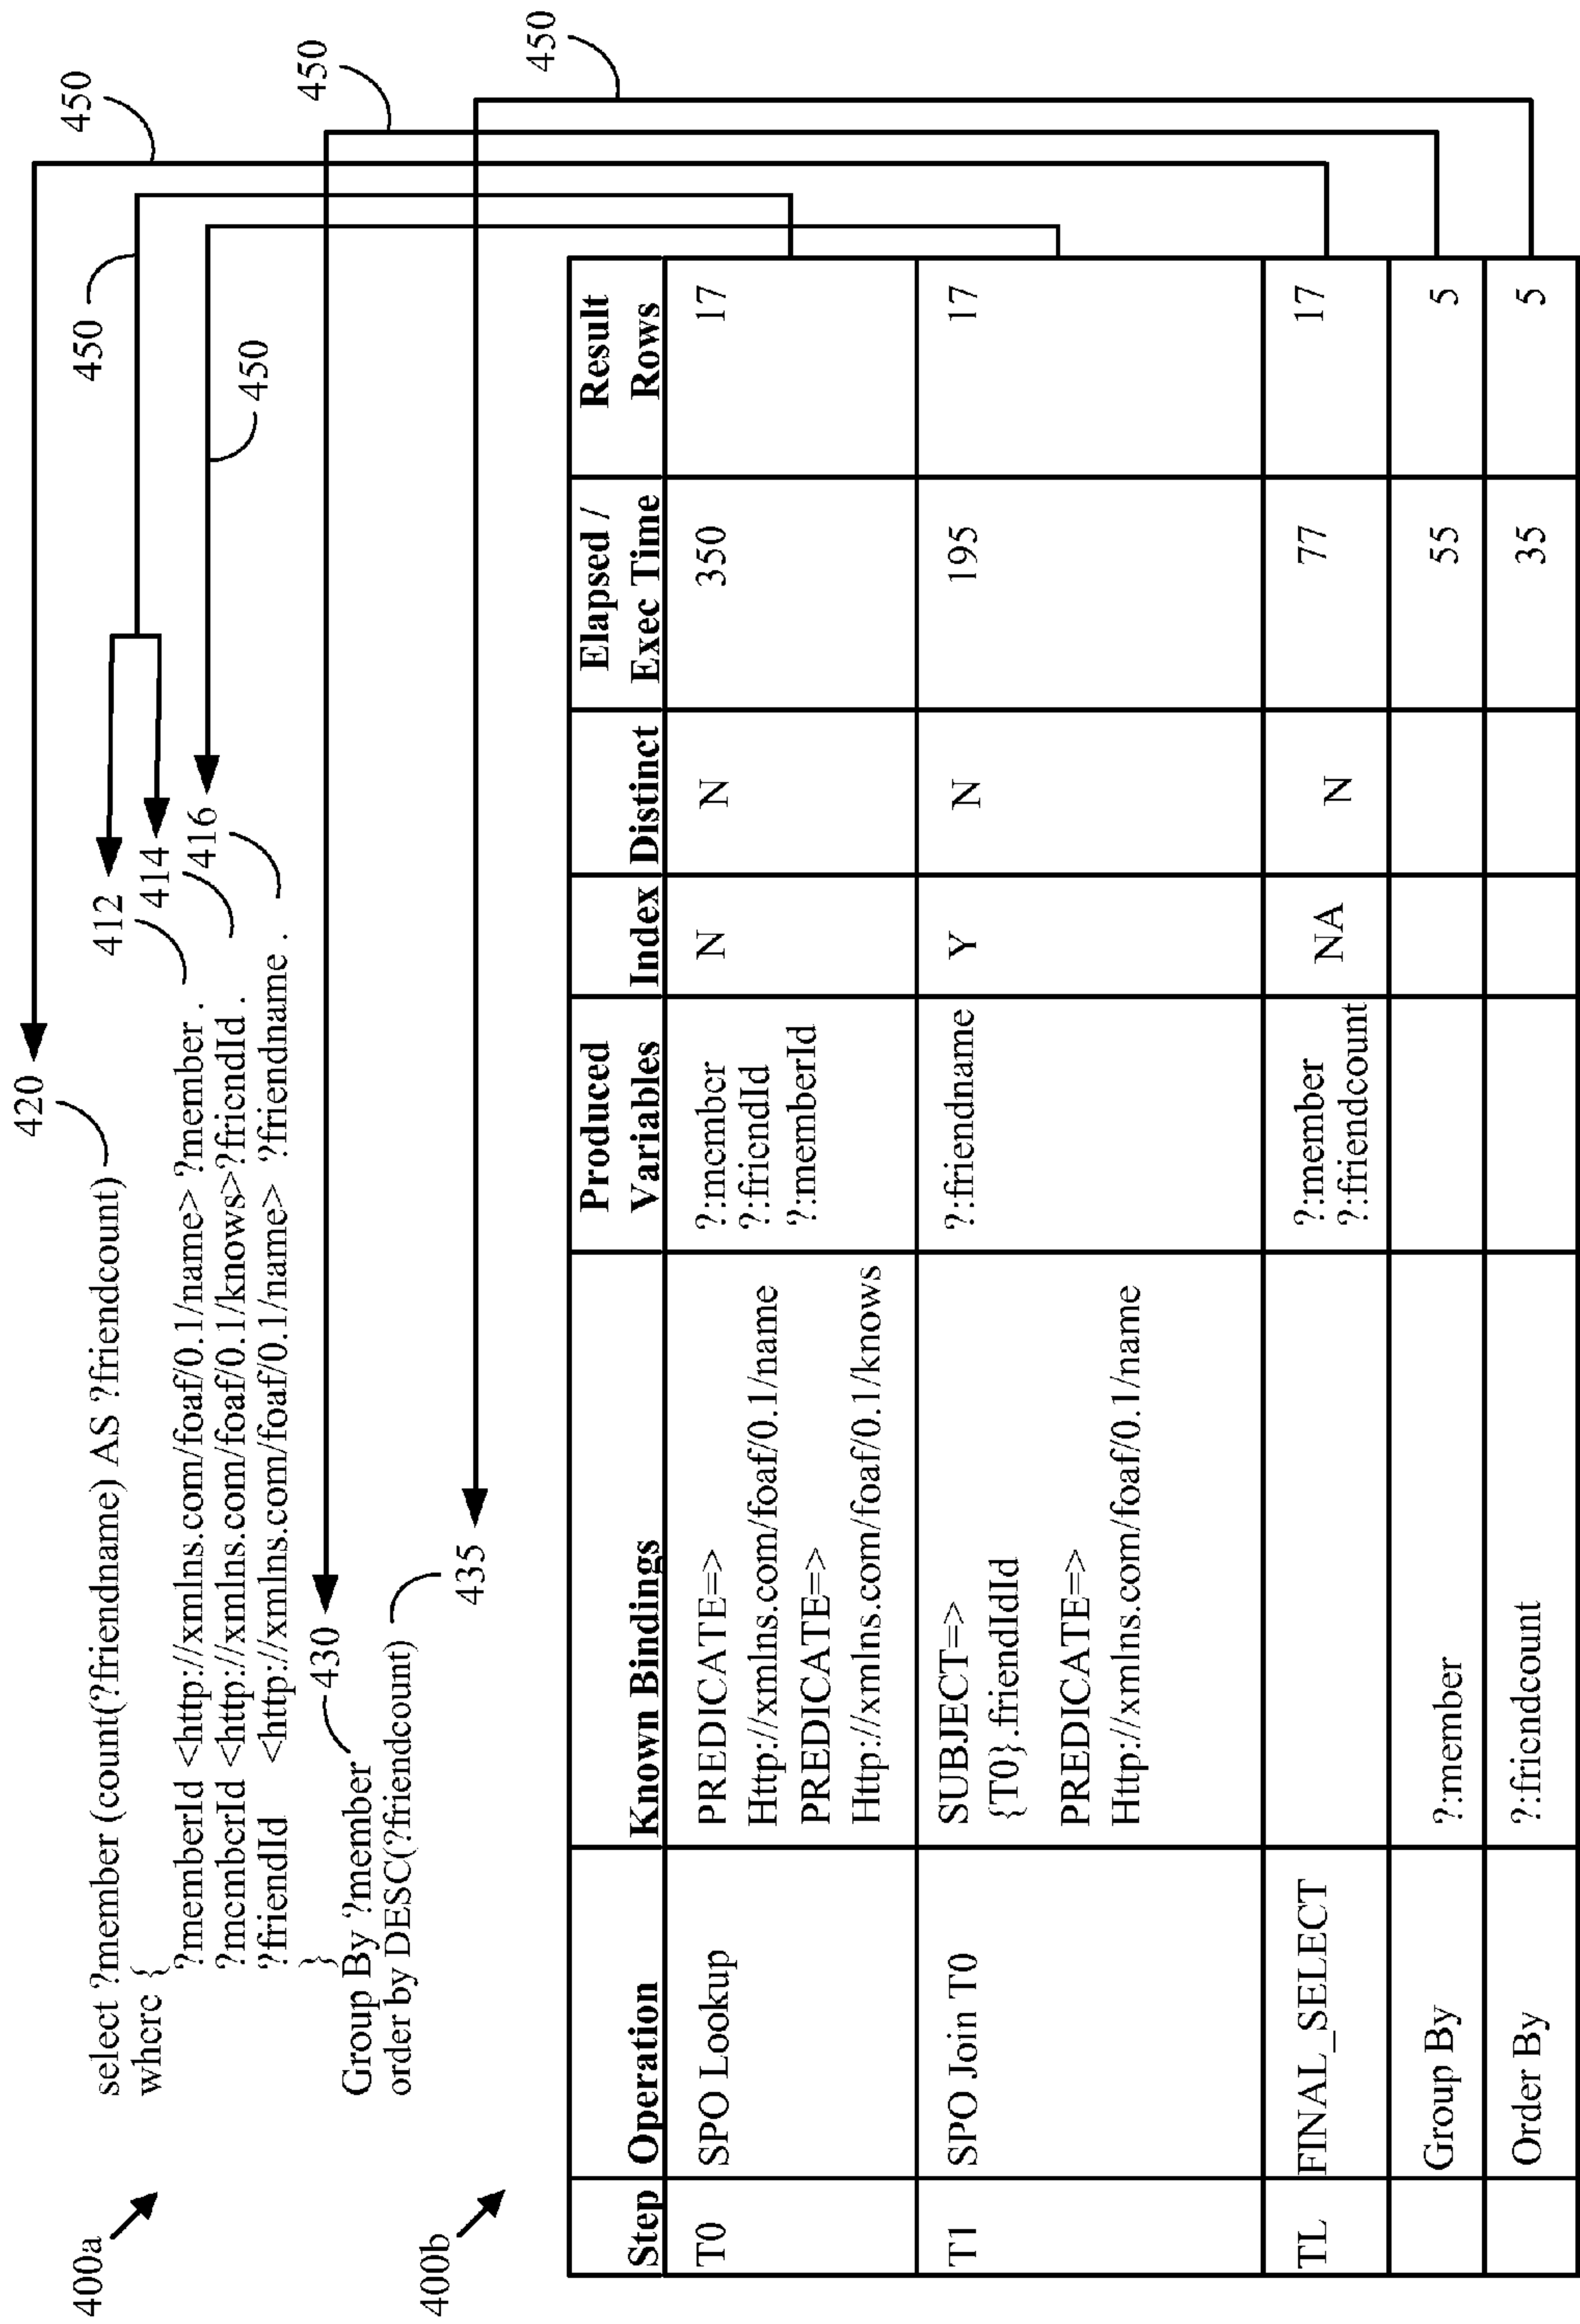 400a
select ?member (count(?friendname) AS ?friendcount)
420
450
where {
?memberId <http://xmlns.com/foaf/0.1/name> ?member .
412
450
?memberId <http://xmlns.com/foaf/0.1/knows>?friendId .
414
?friendId <http://xmlns.com/foaf/0.1/name> ?friendname .
416
450
}
Group By ?member
430
450
order by DESC(?friendcount)
435
450
400b
Step Operation Known Bindings Produced Variables Index Distinct Elapsed / Exec Time Result Rows
T0 SPO Lookup PREDICATE=> ?:member N N 350 17
Http://xmlns.com/foaf/0.1/name ?:friendId
PREDICATE=> ?:memberId
Http://xmlns.com/foaf/0.1/knows
T1 SPO Join T0 SUBJECT=> ?:friendname Y N 195 17
{T0}.friendIdId
PREDICATE=>
Http://xmlns.com/foaf/0.1/name
TL FINAL_SELECT ?:member NA N 77 17
?:friendcount
Group By ?:member 55 5
Order By ?:friendcount 35 5